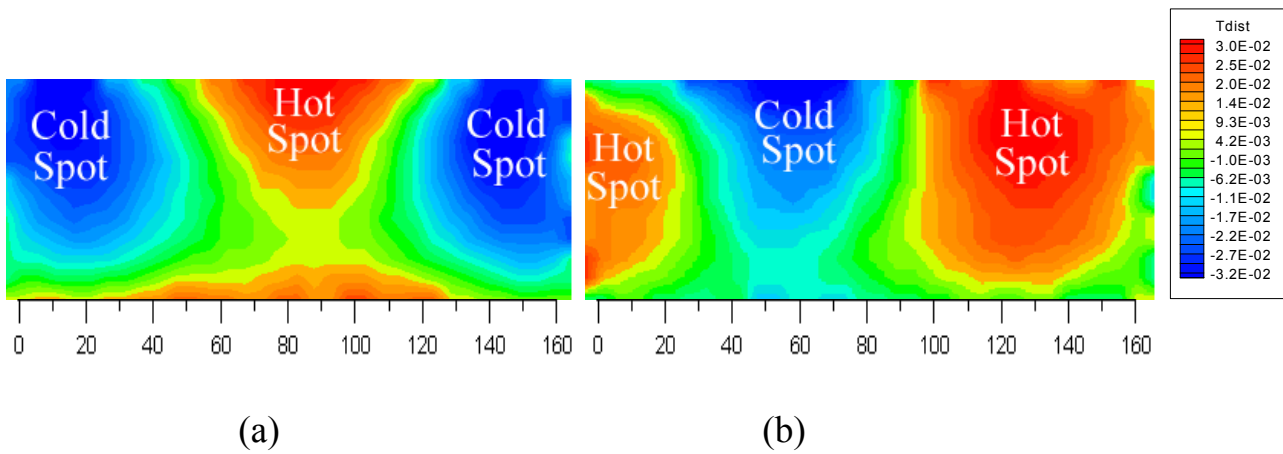 Cold
Spot
Hot
Spot
Cold
Spot
0 20 40 60 80 100 120 140 160
(a)
Hot
Spot
Cold
Spot
Hot
Spot
0 20 40 60 80 100 120 140 160
(b)
Tdist
3.0E-02
2.5E-02
2.0E-02
1.4E-02
9.3E-03
4.2E-03
-1.0E-03
-6.2E-03
-1.1E-02
-1.7E-02
-2.2E-02
-2.7E-02
-3.2E-02